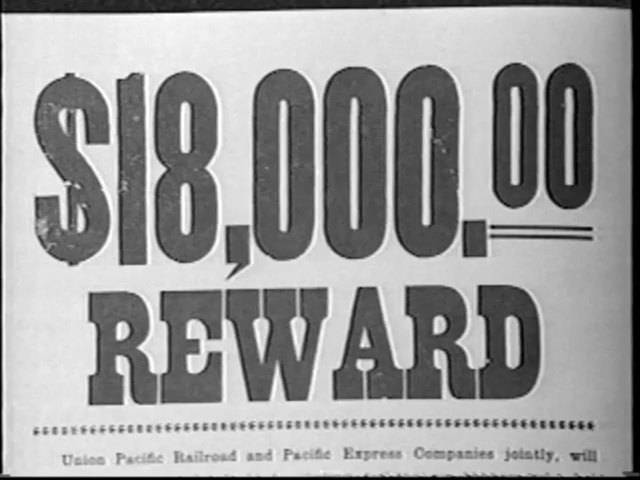 $18,000.00
REWARD
Union Pacific Railroad and Pacific Express Companies jointly, will